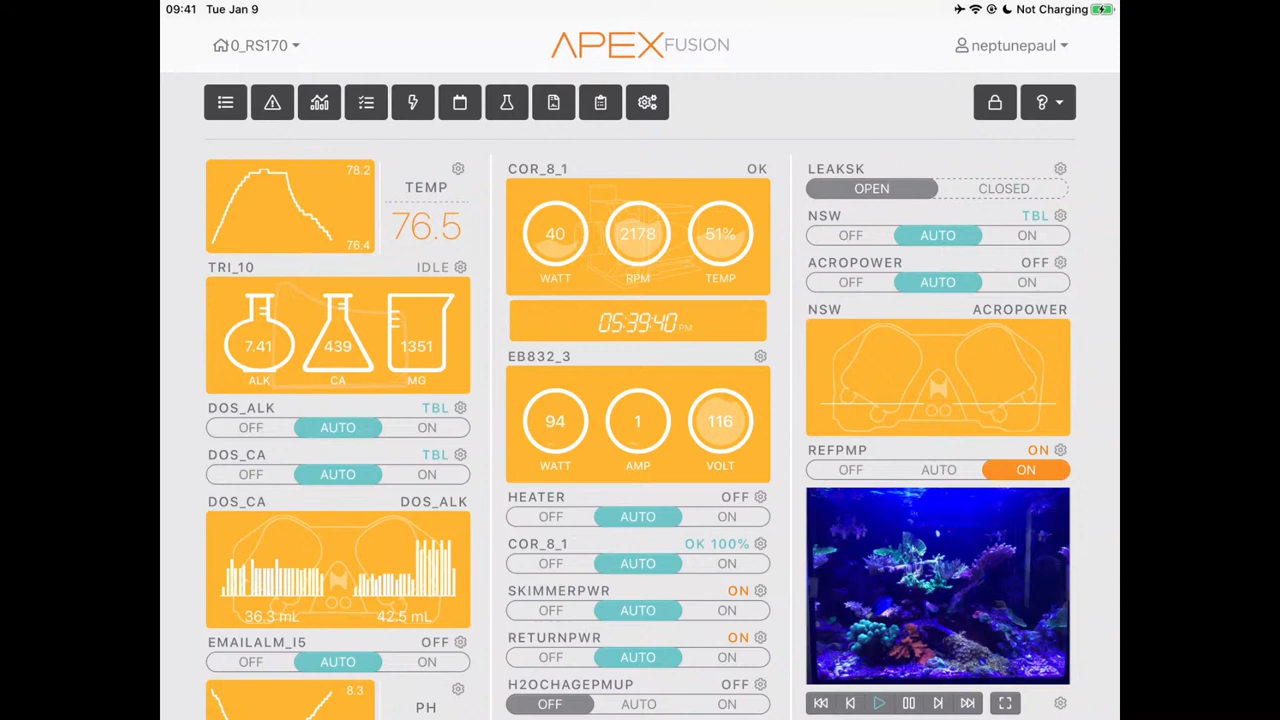 09:41 Tue Jan 9
Not Charging
0_RS170
APEX FUSION
neptunepaul
78.2
76.4
TEMP
76.5
TRI_10 IDLE
7.41 439 1351
ALK CA MG
DOS_ALK TBL
OFF AUTO ON
DOS_CA TBL
OFF AUTO ON
DOS_CA DOS_ALK
36.3 mL 42.5 mL
EMAILALM_I5 OFF
OFF AUTO ON
8.3
PH
COR_8_1 OK
40 2178 51%
WATT RPM TEMP
05:39:40 PM
EB832_3
94 1 116
WATT AMP VOLT
HEATER OFF
OFF AUTO ON
COR_8_1 OK 100%
OFF AUTO ON
SKIMMERPWR ON
OFF AUTO ON
RETURNPWR ON
OFF AUTO ON
H2OCHAGEPMUP OFF
OFF AUTO ON
LEAKSK
OPEN CLOSED
NSW TBL
OFF AUTO ON
ACROPOWER OFF
OFF AUTO ON
NSW ACROPOWER
REFPMP ON
OFF AUTO ON